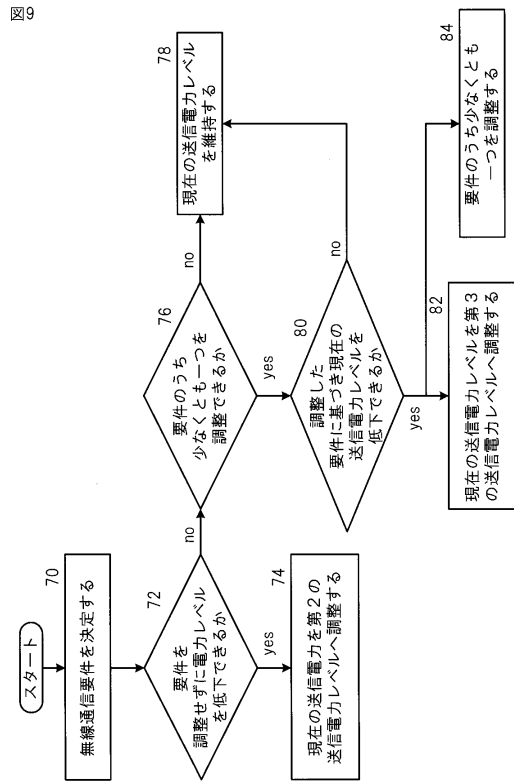 図9
スタート
70
無線通信要件を決定する
72
要件を
調整せずに電力レベル
を低下できるか
yes
no
74
現在の送信電力を第2の
送信電力レベルへ調整する
76
要件のうち
少なくとも一つを
調整できるか
no
yes
78
現在の送信電力レベル
を維持する
80
調整した
要件に基づき現在の
送信電力レベルを
低下できるか
no
yes
82
現在の送信電力レベルを第3
の送信電力レベルへ調整する
84
要件のうち少なくとも
一つを調整する